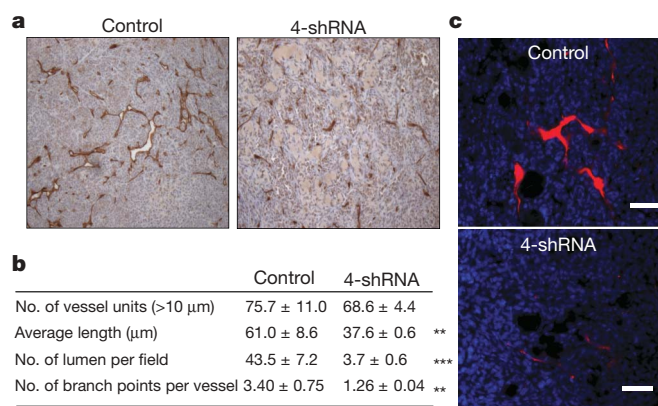 a
Control
4-shRNA
b
Control 4-shRNA
No. of vessel units (>10 μm) 75.7 ± 11.0 68.6 ± 4.4
Average length (μm) 61.0 ± 8.6 37.6 ± 0.6 **
No. of lumen per field 43.5 ± 7.2 3.7 ± 0.6 ***
No. of branch points per vessel 3.40 ± 0.75 1.26 ± 0.04 **
c
Control
4-shRNA